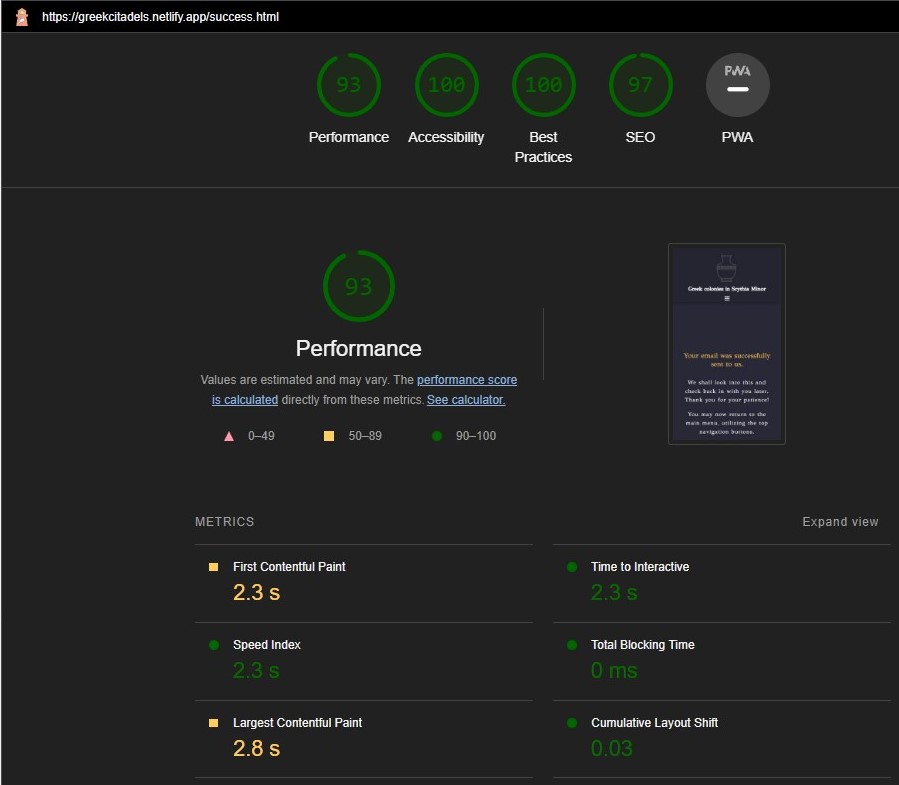 https://greekcitadels.netlify.app/success.html
93
100
100
97
PWA
Performance
Accessibility
Best
Practices
SEO
PWA
93
Performance
Values are estimated and may vary. The performance score
is calculated directly from these metrics. See calculator.
0–49
50–89
90–100
Greek colonies in Scythia Minor
Your email was successfully
sent to us.
We shall look into this and
check back in with you later.
Thank you for your patience!
You may now return to the
main menu, utilizing the top
navigation buttons.
METRICS
Expand view
First Contentful Paint
2.3 s
Time to Interactive
2.3 s
Speed Index
2.3 s
Total Blocking Time
0 ms
Largest Contentful Paint
2.8 s
Cumulative Layout Shift
0.03